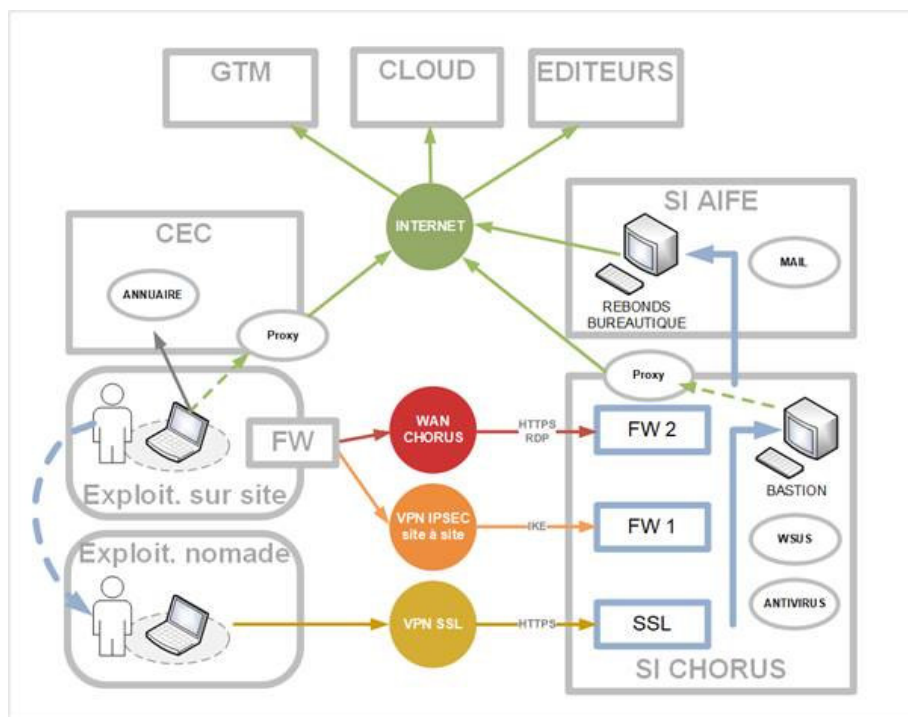 GTM
CLOUD
EDITEURS
INTERNET
SI AIFE
MAIL
REBONDS
BUREAUTIQUE
CEC
ANNUAIRE
Proxy
Proxy
FW
Exploit. sur site
WAN
CHORUS
HTTPS
RDP
FW 2
BASTION
VPN IPSEC
site à site
IKE
FW 1
WSUS
ANTIVIRUS
Exploit. nomade
VPN SSL
HTTPS
SSL
SI CHORUS